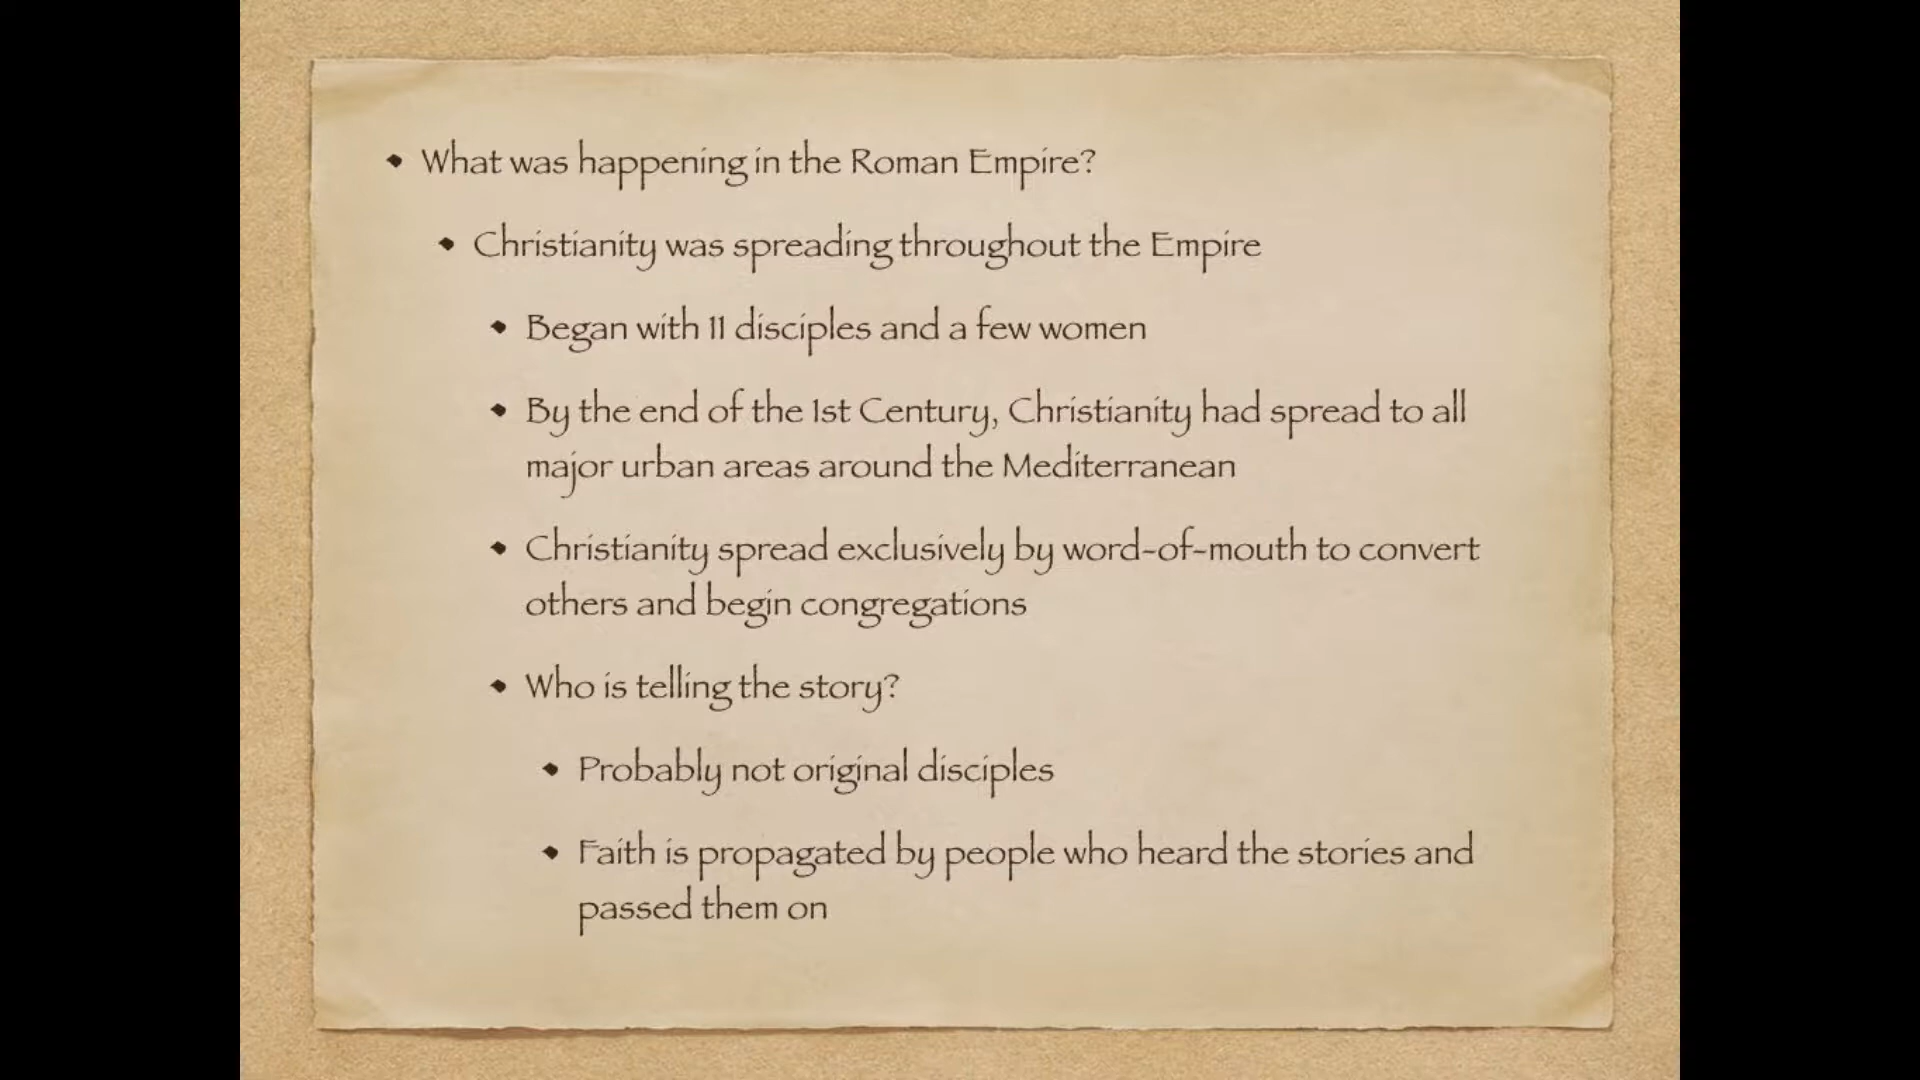 • What was happening in the Roman Empire?
• Christianity was spreading throughout the Empire
• Began with 11 disciples and a few women
• By the end of the 1st Century, Christianity had spread to all
major urban areas around the Mediterranean
• Christianity spread exclusively by word-of-mouth to convert
others and begin congregations
• Who is telling the story?
• Probably not original disciples
• Faith is propagated by people who heard the stories and
passed them on